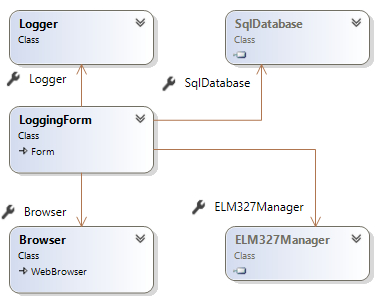 Logger
Class
SqlDatabase
Class
Logger
SqlDatabase
LoggingForm
Class
Form
Browser
ELM327Manager
Browser
Class
WebBrowser
ELM327Manager
Class